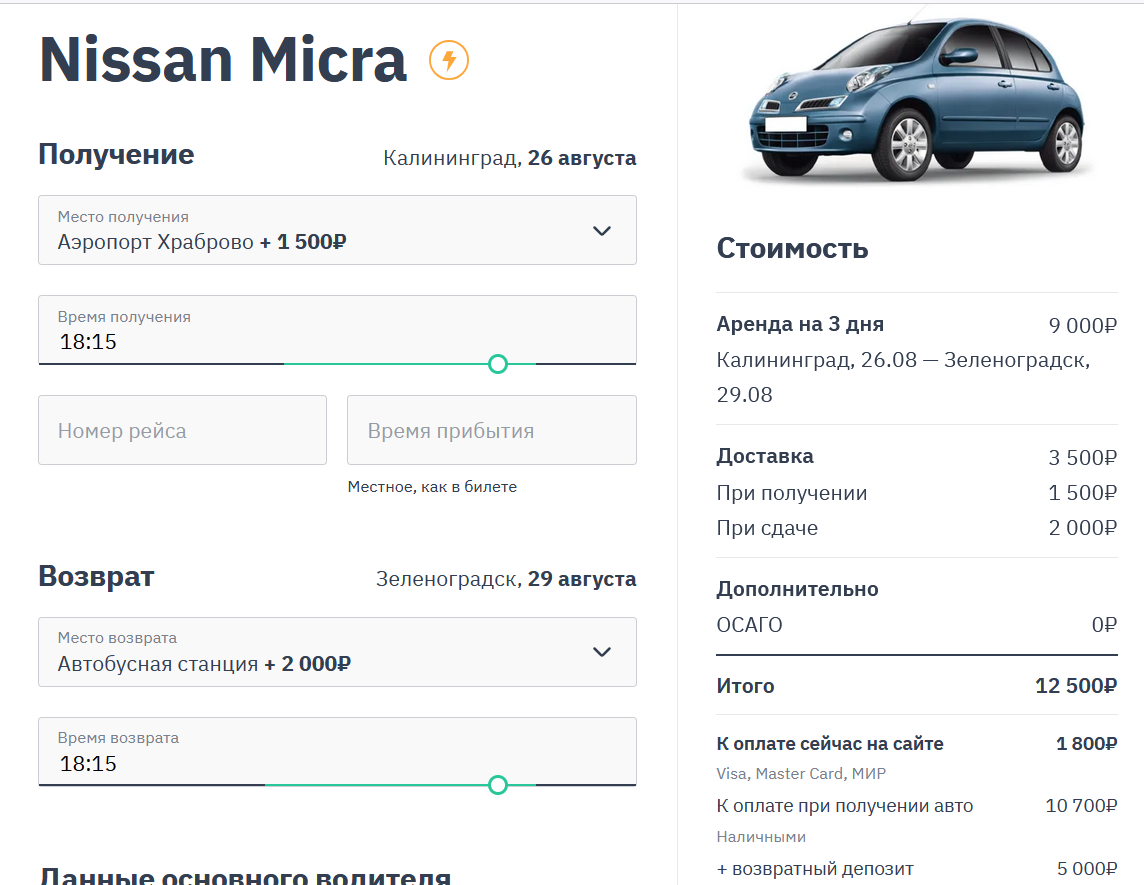 Nissan Micra
Получение
Калининград, 26 августа
Место получения
Аэропорт Храброво + 1 500₽
Время получения
18:15
Номер рейса
Время прибытия
Местное, как в билете
Возврат
Зеленоградск, 29 августа
Место возврата
Автобусная станция + 2 000₽
Время возврата
18:15
Данные основного водителя
Стоимость
Аренда на 3 дня 9 000₽
Калининград, 26.08 — Зеленоградск,
29.08
Доставка 3 500₽
При получении 1 500₽
При сдаче 2 000₽
Дополнительно
ОСАГО 0₽
Итого 12 500₽
К оплате сейчас на сайте 1 800₽
Visa, Master Card, МИР
К оплате при получении авто 10 700₽
Наличными
+ возвратный депозит 5 000₽